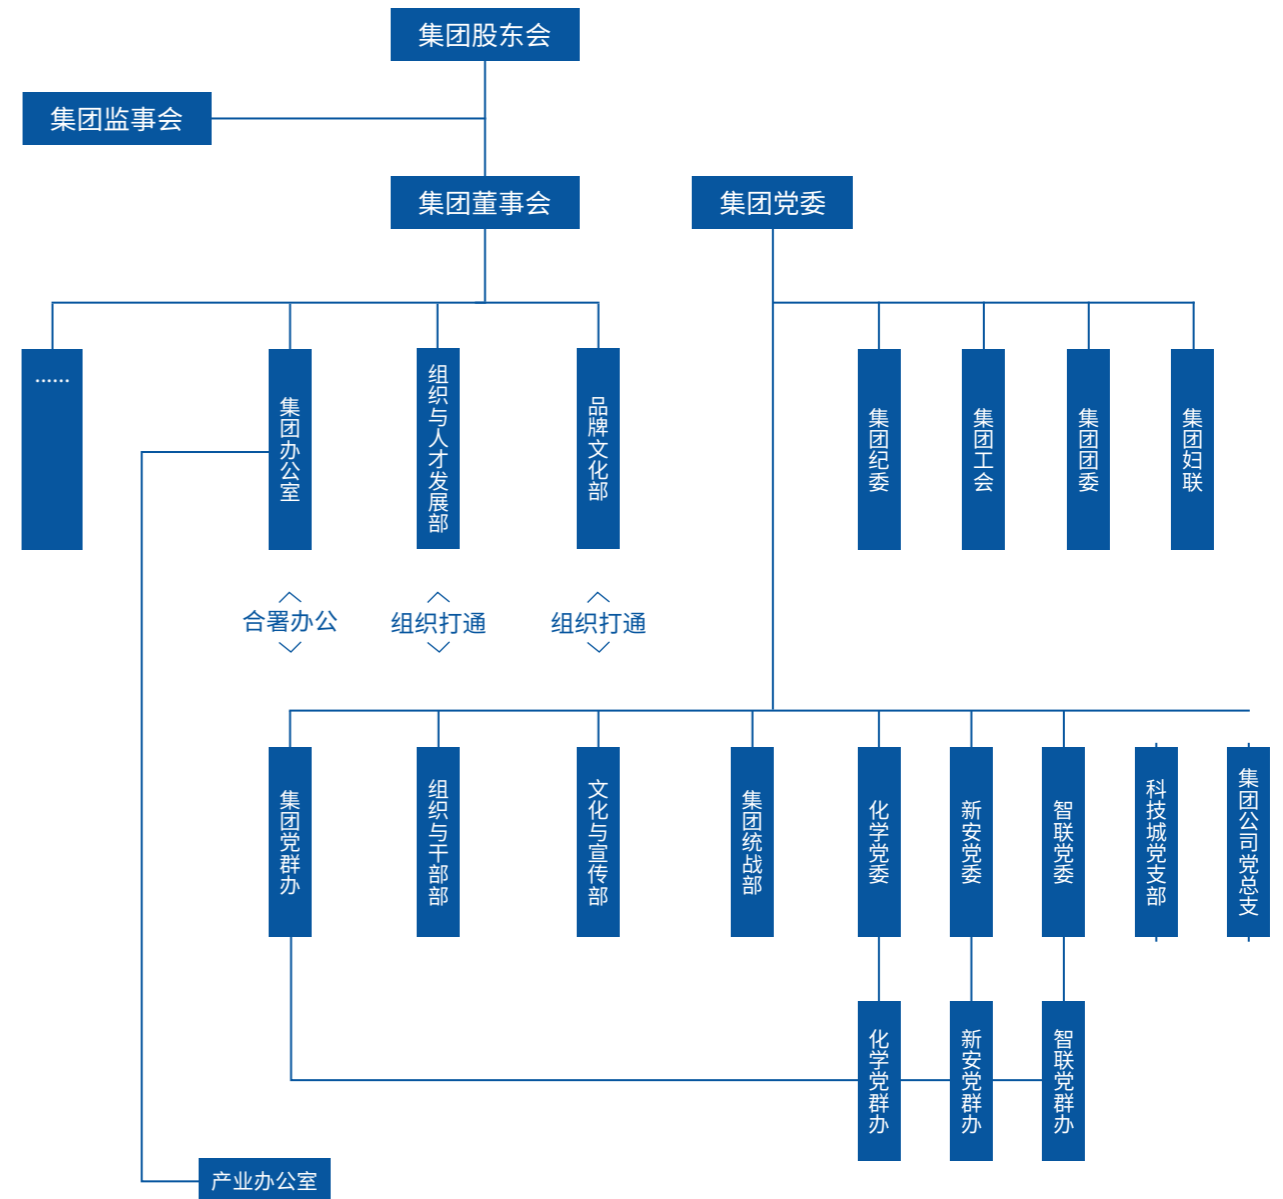 集团股东会
集团监事会
集团董事会
集团党委
......
集团办公室
组织与人才发展部
品牌文化部
集团纪委
集团工会
集团团委
集团妇联
合署办公
组织打通
组织打通
集团党群办
组织与干部部
文化与宣传部
集团统战部
化学党委
新安党委
智联党委
科技城党支部
集团公司党总支
化学党群办
新安党群办
智联党群办
产业办公室